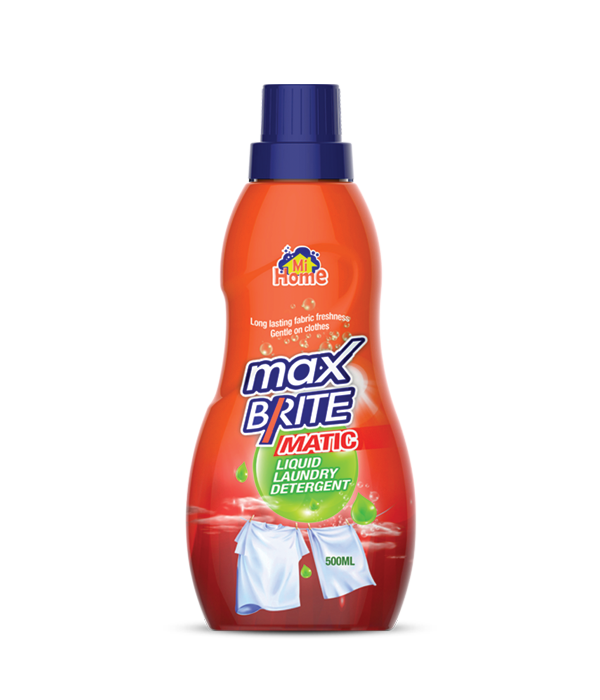 Mi
Home
Long lasting fabric freshness
Gentle on clothes
max
BRITE
MATIC
LIQUID
LAUNDRY
DETERGENT
500ML